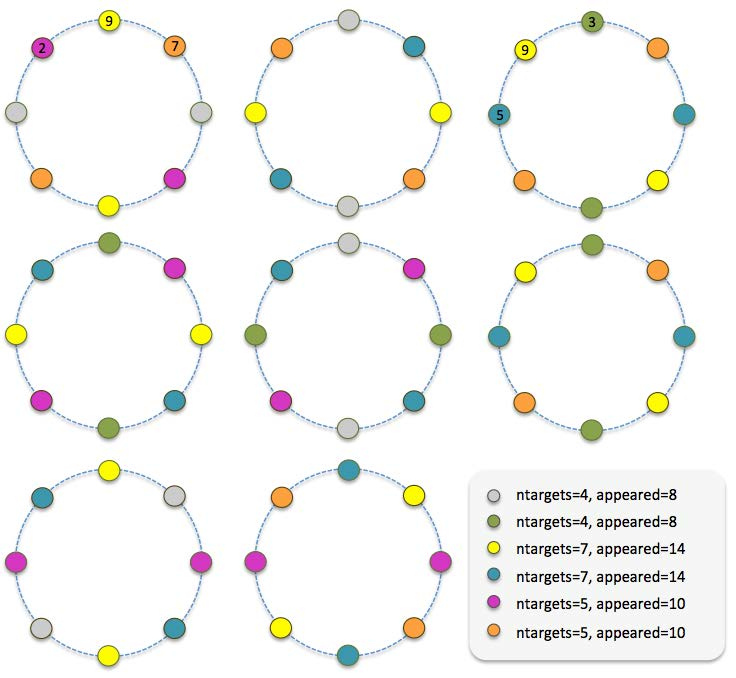 9
2
7
3
9
5
ntargets=4, appeared=8
ntargets=4, appeared=8
ntargets=7, appeared=14
ntargets=7, appeared=14
ntargets=5, appeared=10
ntargets=5, appeared=10